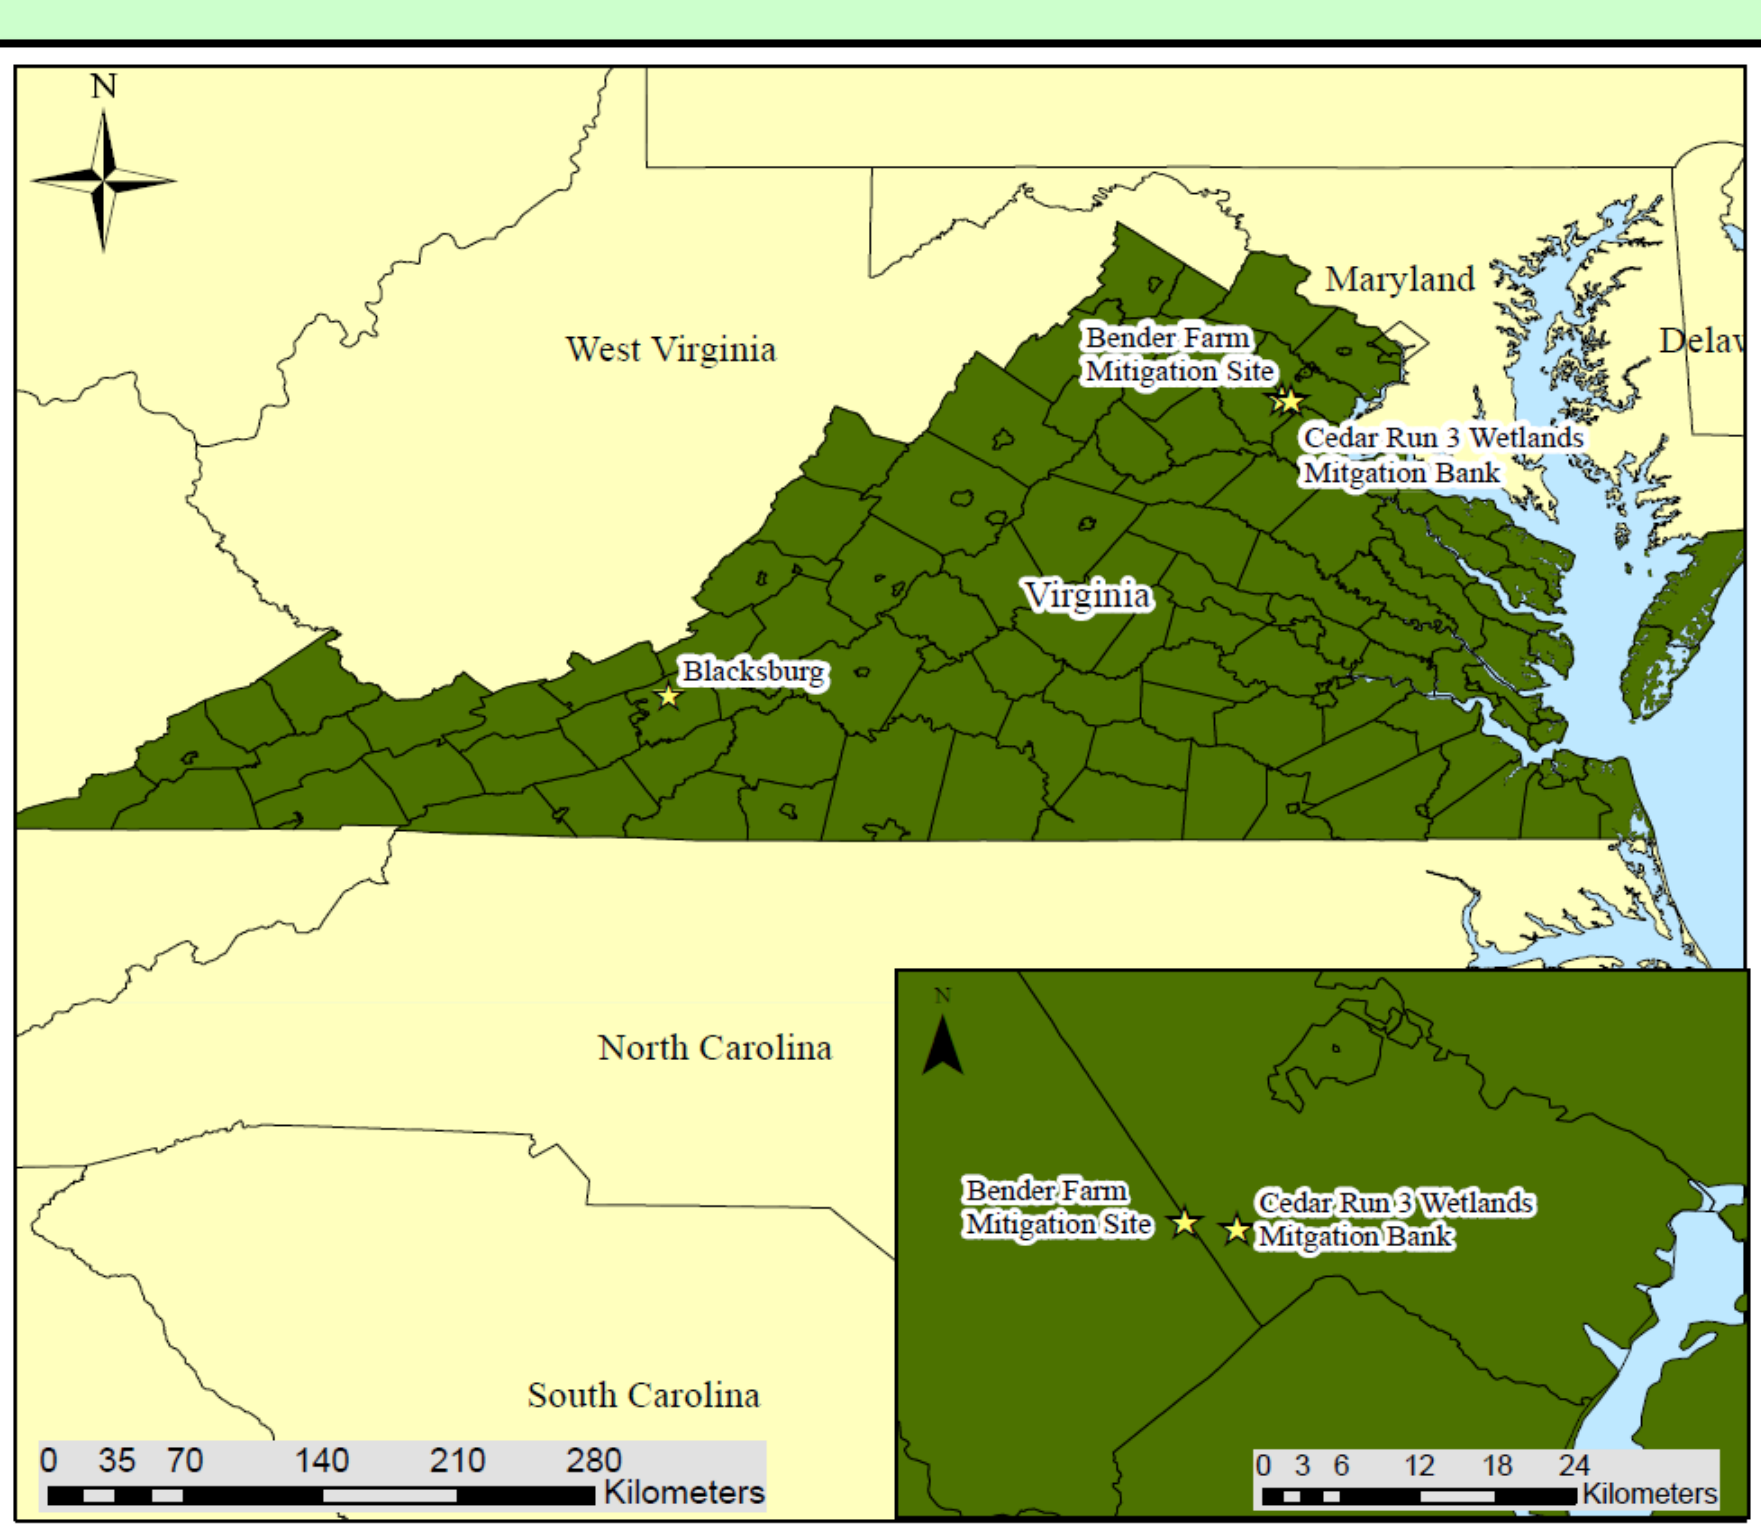 N
Maryland
Delav
West Virginia
Bender Farm
Mitigation Site
Cedar Run 3 Wetlands
Mitgation Bank
Virginia
Blacksburg
North Carolina
South Carolina
0 35 70 140 210 280
Kilometers
N
Bender Farm
Mitigation Site
Cedar Run 3 Wetlands
Mitgation Bank
0 3 6 12 18 24
Kilometers